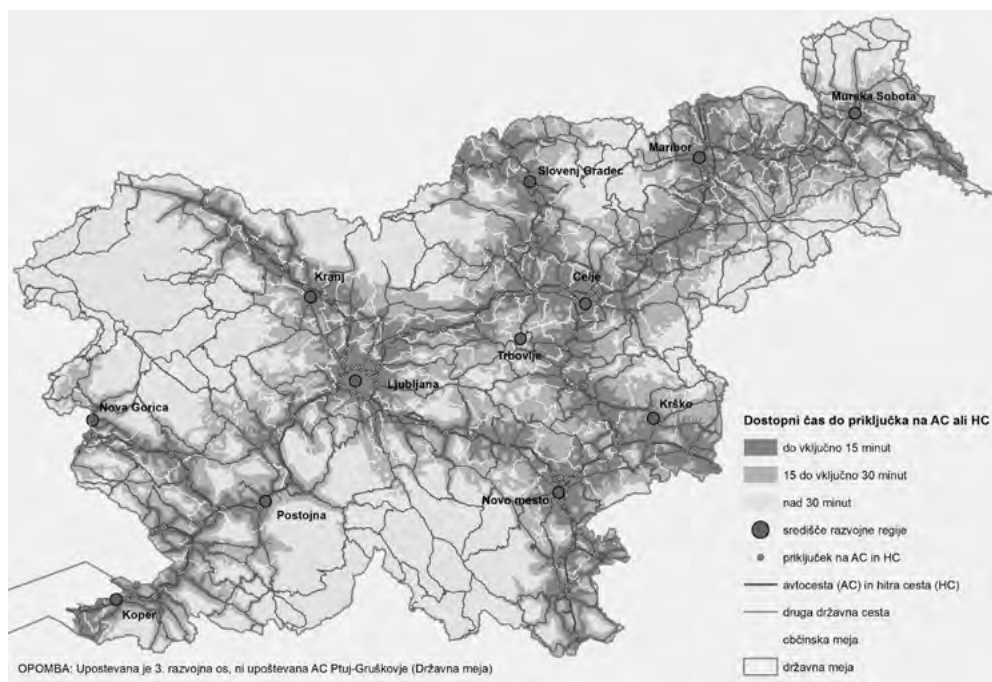 Murska Sobota
Maribor
Slovenj Gradec
Kranj
Celje
Trbovlje
Ljubljana
Nova Gorica
Krško
Novo mesto
Postojna
Koper
Dostopni čas do priključka na AC ali HC
do vključno 15 minut
15 do vključno 30 minut
nad 30 minut
središče razvojne regije
priključek na AC in HC
avtocesta (AC) in hitra cesta (HC)
druga državna cesta
občinska meja
državna meja
OPOMBA: Upostevana je 3. razvojna os, ni upoštevana AC Ptuj-Gruškovje (Državna meja)